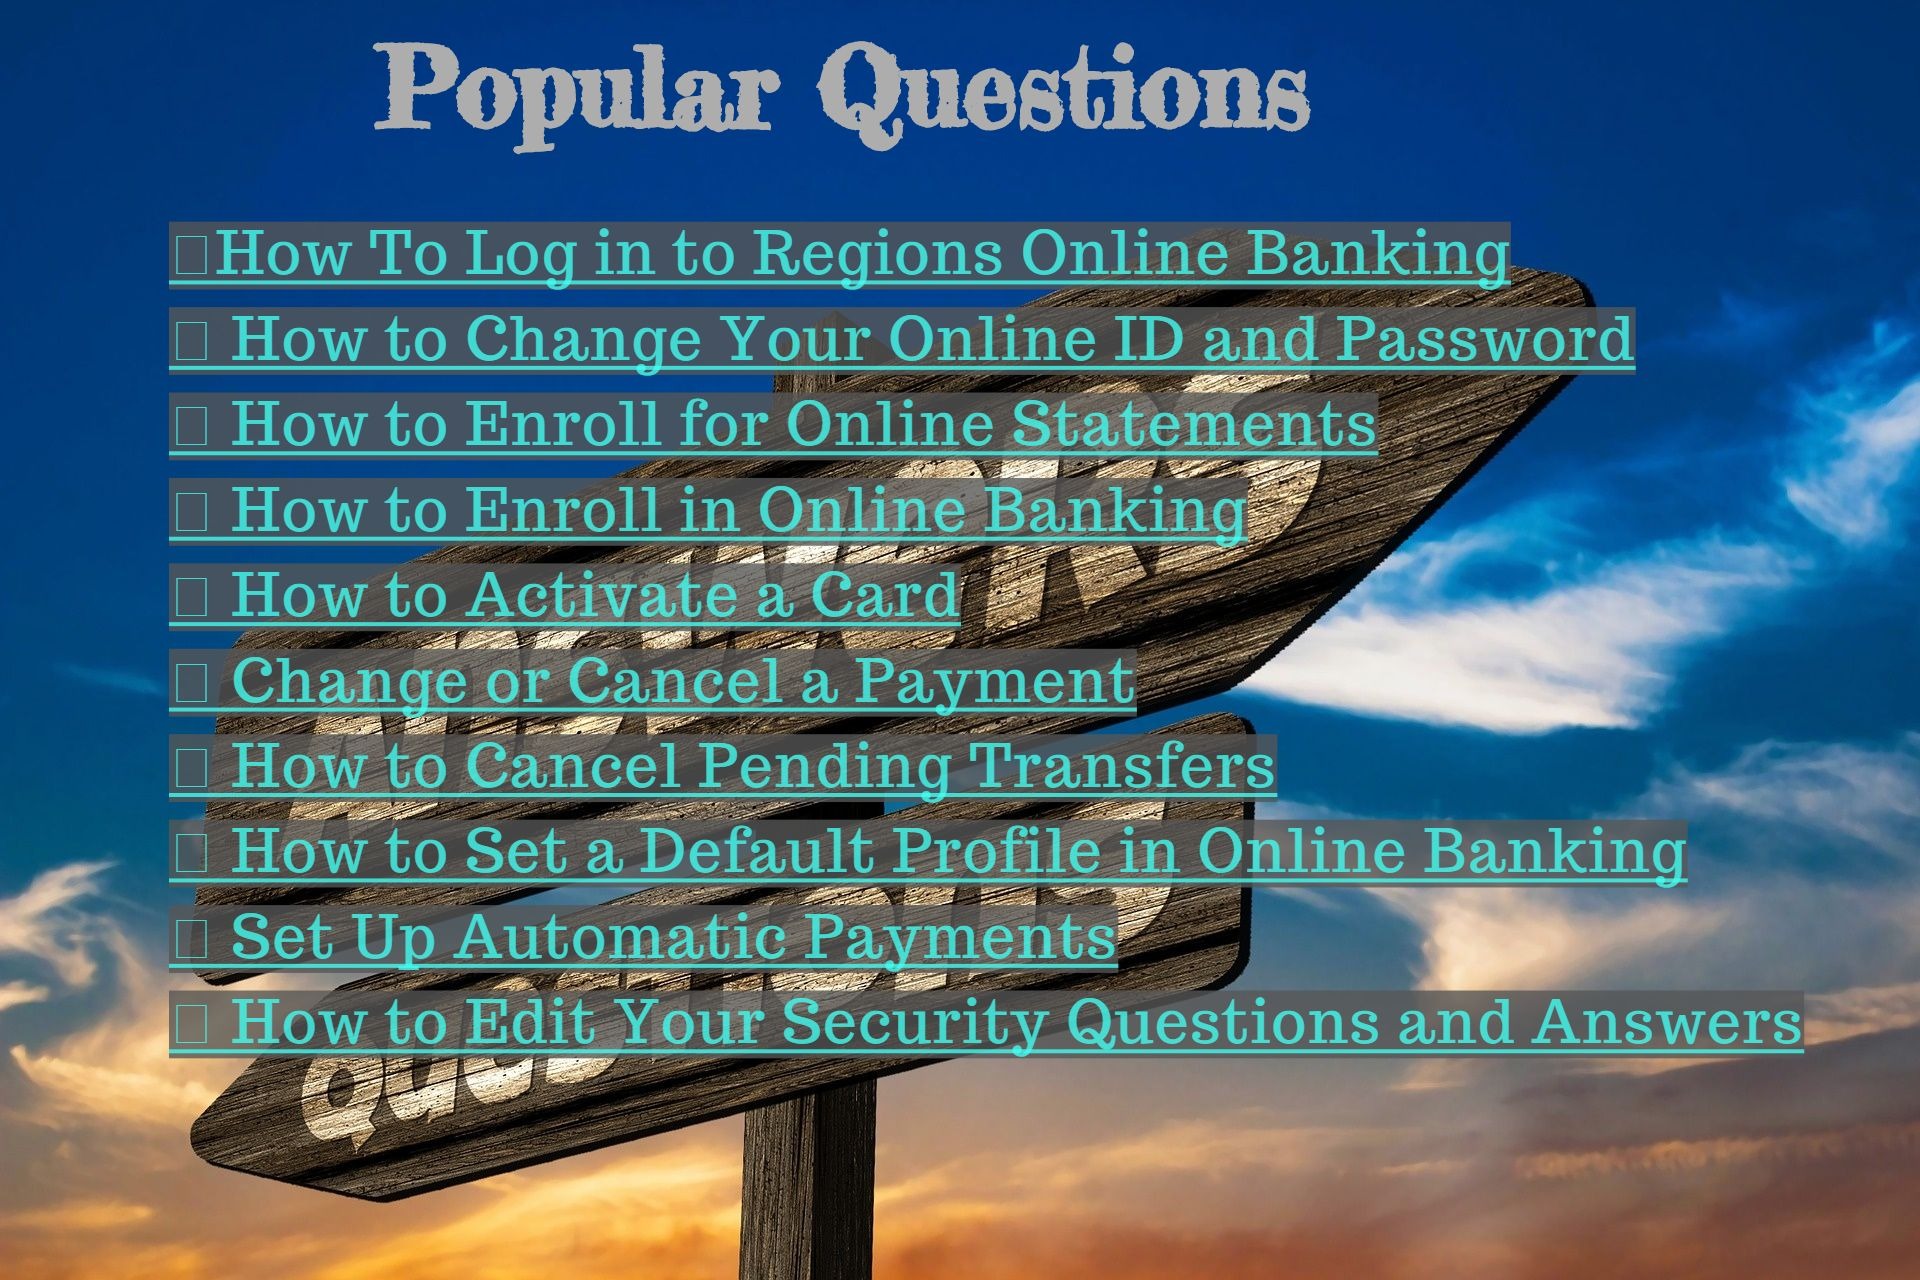 Popular Questions
How To Log in to Regions Online Banking
How to Change Your Online ID and Password
How to Enroll for Online Statements
How to Enroll in Online Banking
How to Activate a Card
Change or Cancel a Payment
How to Cancel Pending Transfers
How to Set a Default Profile in Online Banking
Set Up Automatic Payments
How to Edit Your Security Questions and Answers
ANSWERS
QUESTIONS